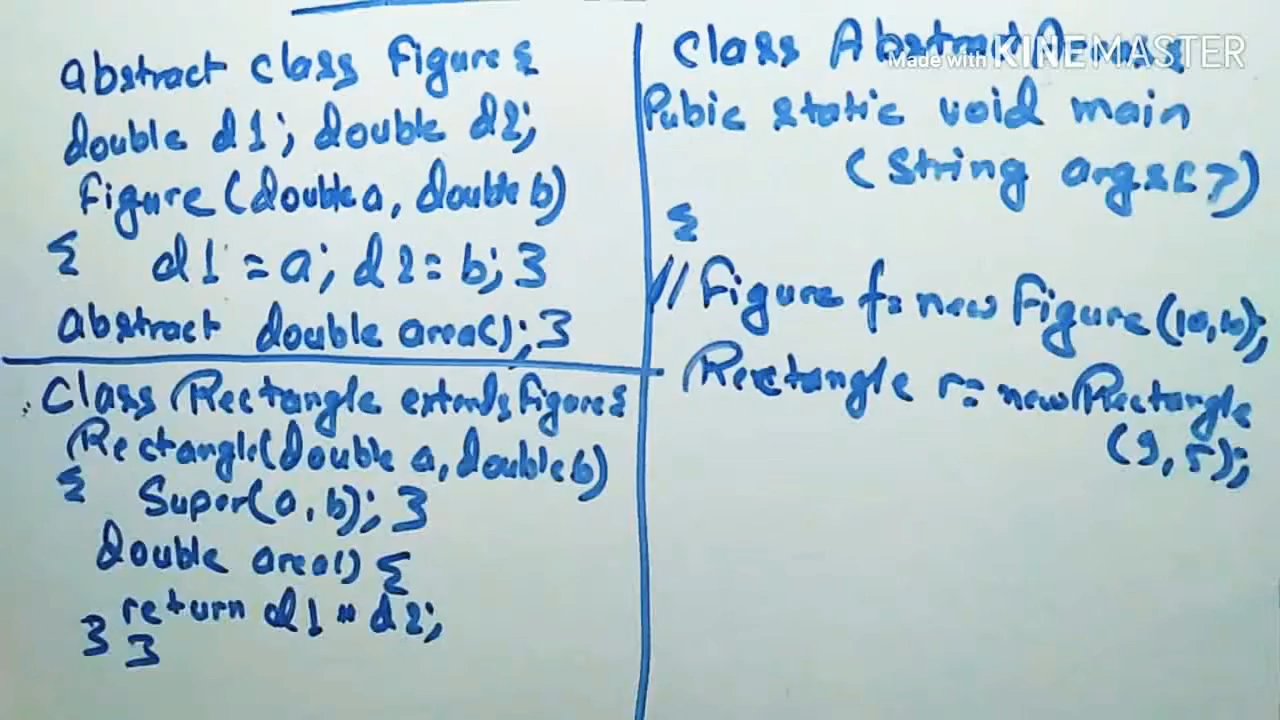 abstract class Figure {
double d1; double d2;
Figure (double a, double b)
{ d1 = a; d2 = b; }
abstract double area(); }
Class Rectangle extends Figure {
Rectangle (double a, double b)
{ Super(a, b); }
double area() {
return d1 * d2;
} }
Class Abstract {
Made with KINEMASTER
Pubic static void main
(String args[])
{
// Figure f = new Figure (10, 10);
Rectangle r = new Rectangle
(9, 5);